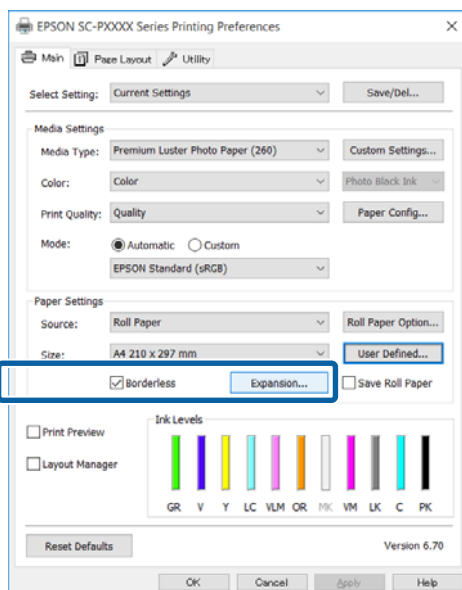 EPSON SC-PXXXX Series Printing Preferences
Main Page Layout Utility
Select Setting: Current Settings Save/Del...
Media Settings
Media Type: Premium Luster Photo Paper (260) Custom Settings...
Color: Color Photo Black Ink
Print Quality: Quality Paper Config...
Mode: Automatic Custom
EPSON Standard (sRGB)
Paper Settings
Source: Roll Paper Roll Paper Option...
Size: A4 210 x 297 mm User Defined...
Borderless Expansion... Save Roll Paper
Ink Levels
Print Preview
Layout Manager
GR V Y LC VLM OR MK VM LK C PK
Reset Defaults Version 6.70
OK Cancel Apply Help